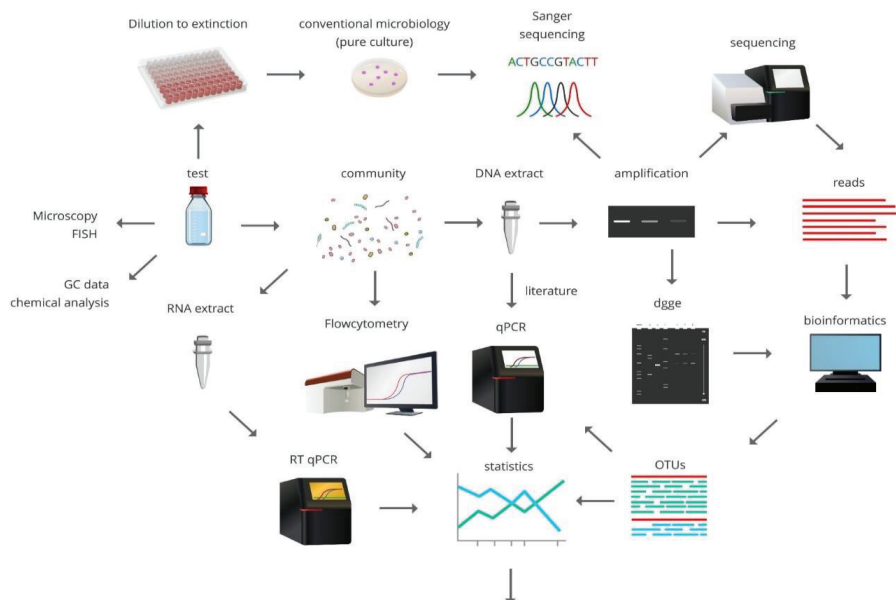 Dilution to extinction
conventional microbiology
(pure culture)
Sanger
sequencing
ACTGCCGTACTT
sequencing
test
community
DNA extract
amplification
reads
Microscopy
FISH
GC data
chemical analysis
RNA extract
literature
Flowcytometry
qPCR
dgge
bioinformatics
RT qPCR
statistics
OTUs